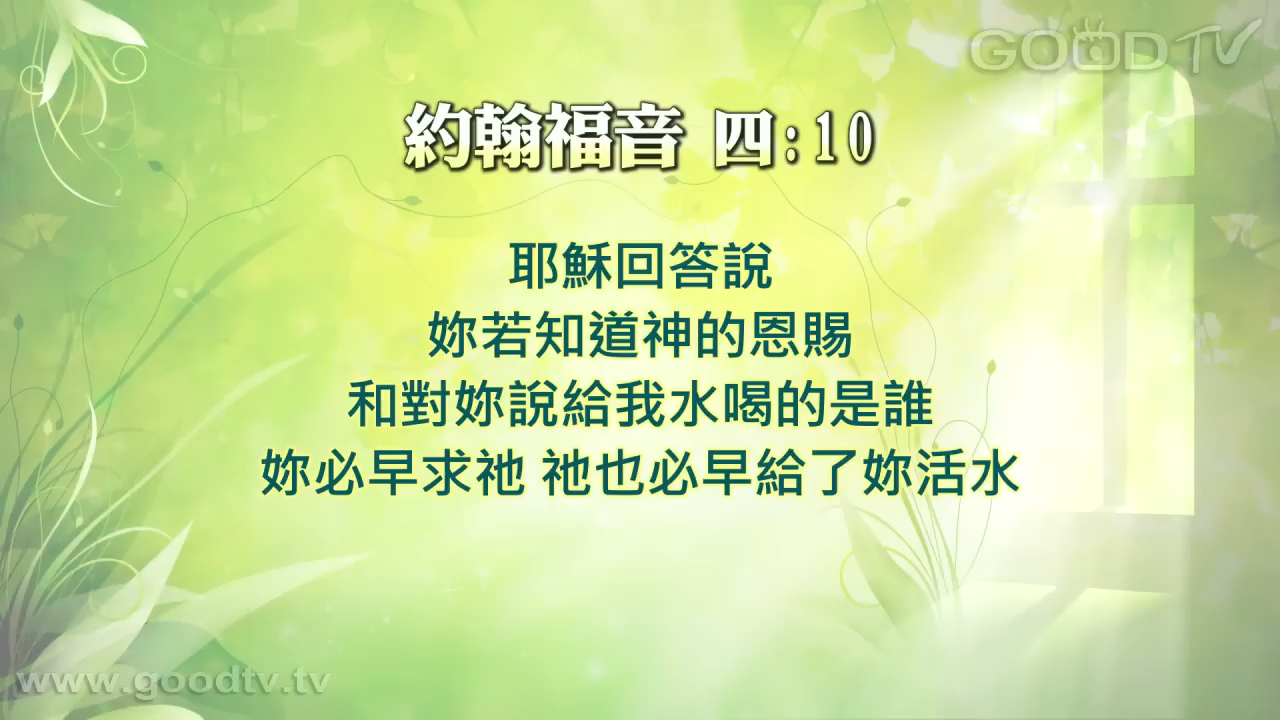 GOODTV
約翰福音 四:10
耶穌回答說
妳若知道神的恩賜
和對妳說給我水喝的是誰
妳必早求祂 祂也必早給了妳活水
www.goodtv.tv